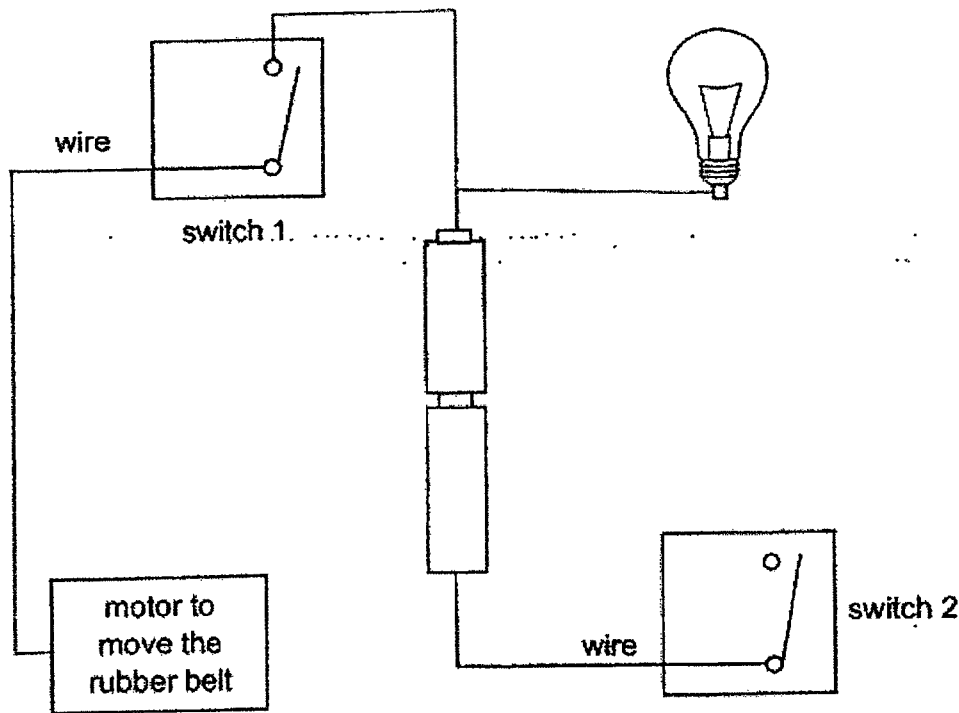 wire
switch 1
motor to
move the
rubber belt
wire
switch 2